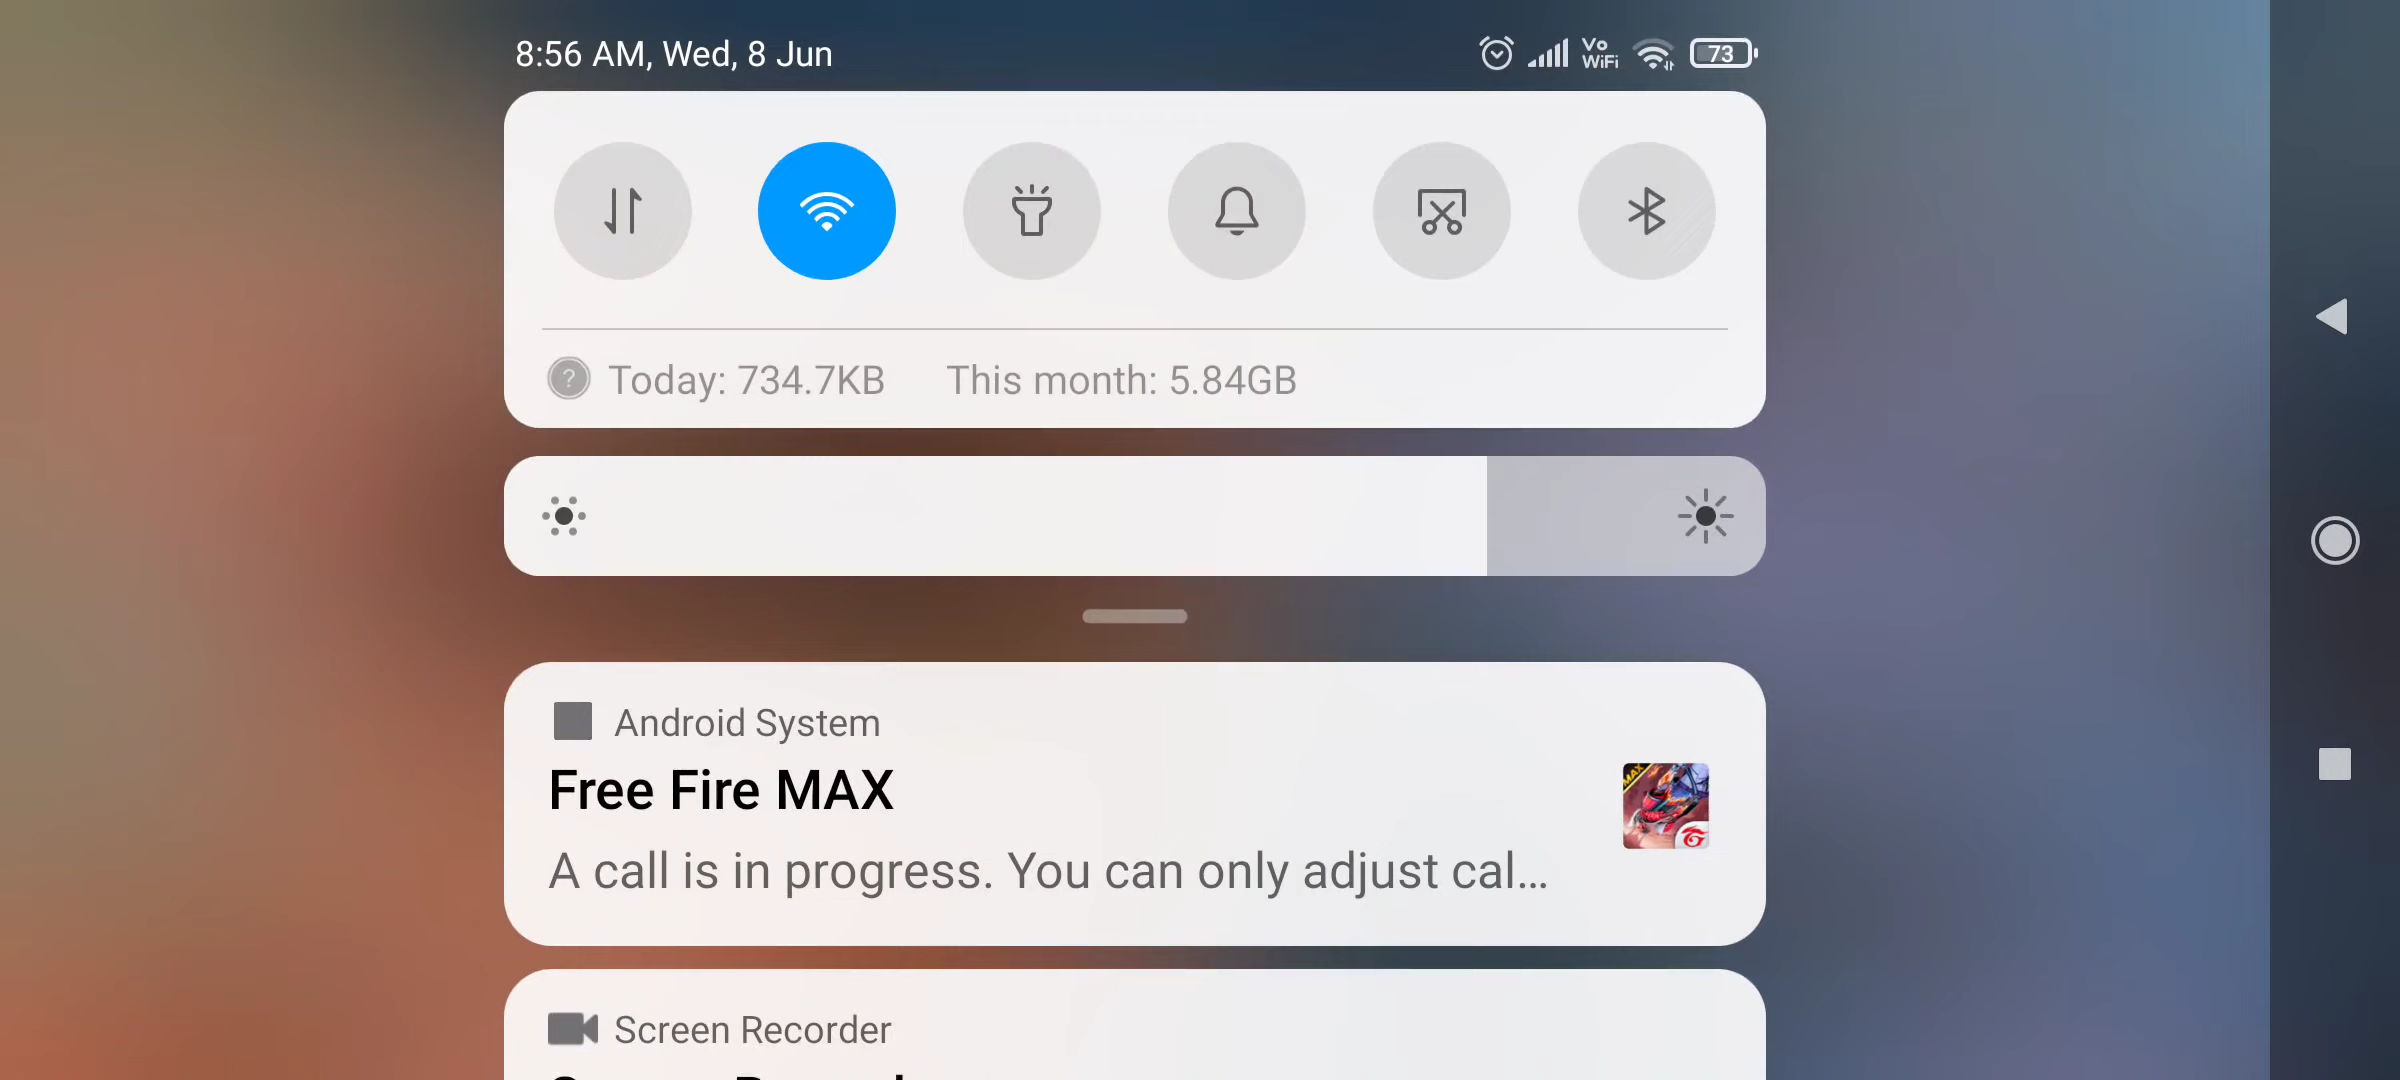 8:56 AM, Wed, 8 Jun
Vo
WiFi
73
? Today: 734.7KB This month: 5.84GB
Android System
Free Fire MAX
MAX
A call is in progress. You can only adjust cal...
Screen Recorder